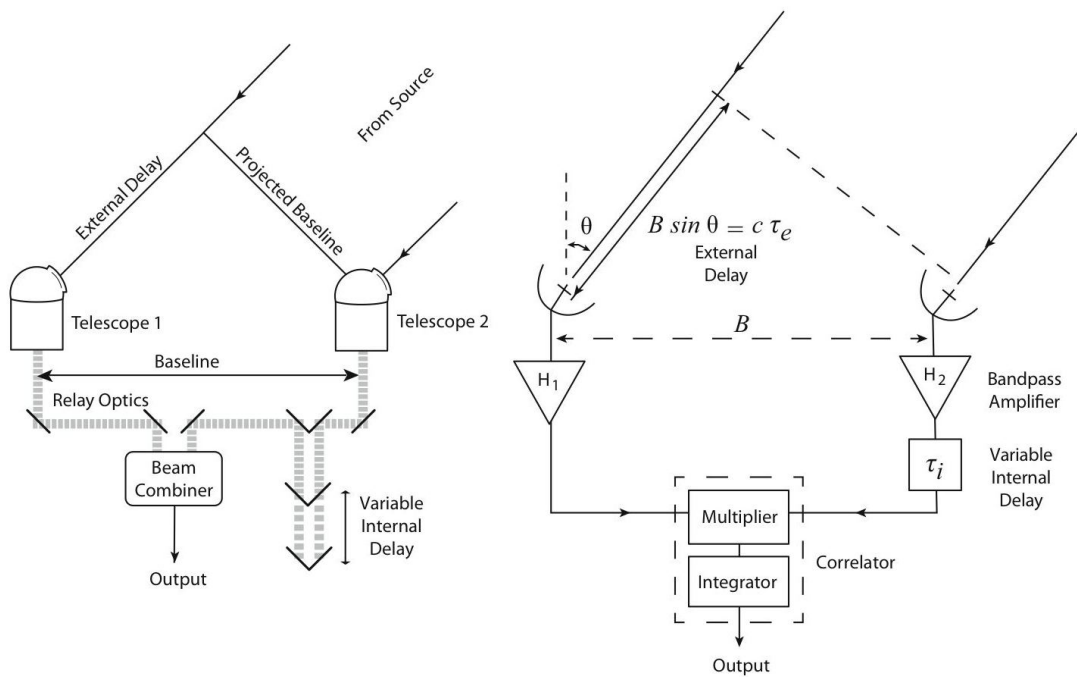 From Source
External Delay
Projected Baseline
Telescope 1
Telescope 2
Baseline
Relay Optics
Beam
Combiner
Variable
Internal
Delay
Output
θ
B sin θ = c τe
External
Delay
B
H1
H2
Bandpass
Amplifier
τi
Variable
Internal
Delay
Multiplier
Integrator
Correlator
Output